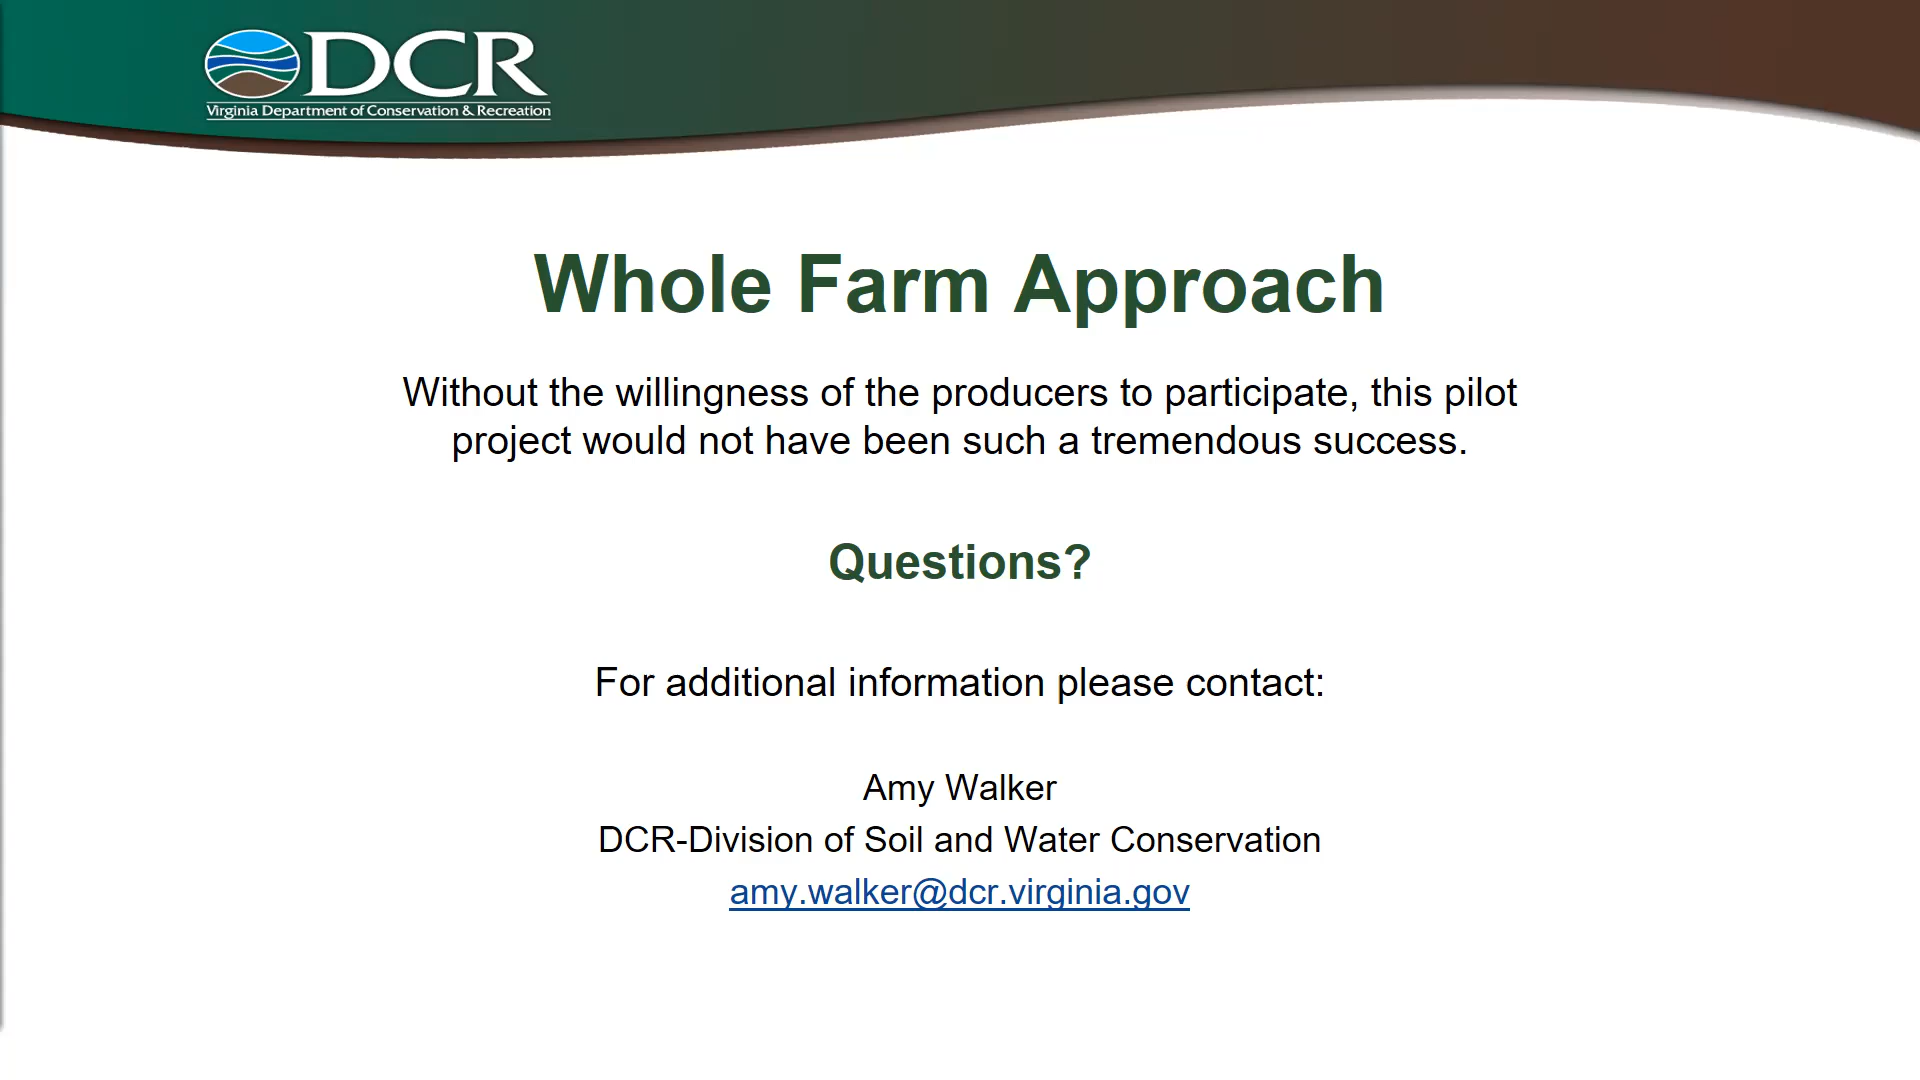 DCR
Virginia Department of Conservation & Recreation
Whole Farm Approach
Without the willingness of the producers to participate, this pilot
project would not have been such a tremendous success.
Questions?
For additional information please contact:
Amy Walker
DCR-Division of Soil and Water Conservation
amy.walker@dcr.virginia.gov